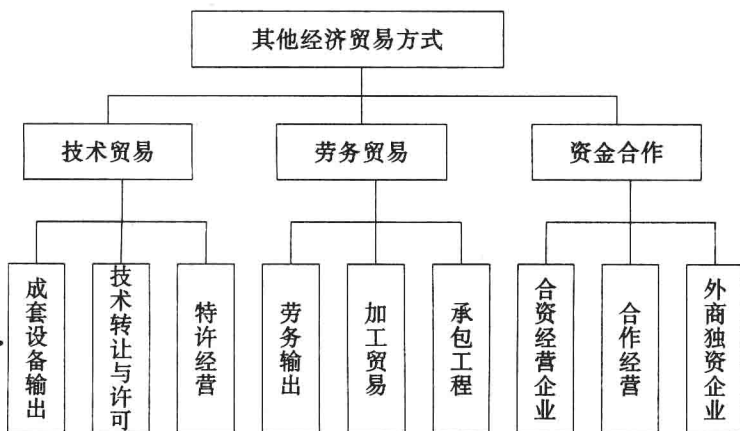 其他经济贸易方式
技术贸易
劳务贸易
资金合作
成套设备输出
技术转让与许可
特许经营
劳务输出
加工贸易
承包工程
合资经营企业
合作经营
外商独资企业